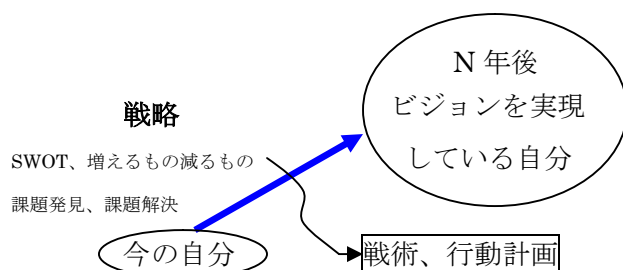 N 年後
ビジョンを実現
している自分
戦略
SWOT、増えるもの減るもの
課題発見、課題解決
今の自分
戦術、行動計画